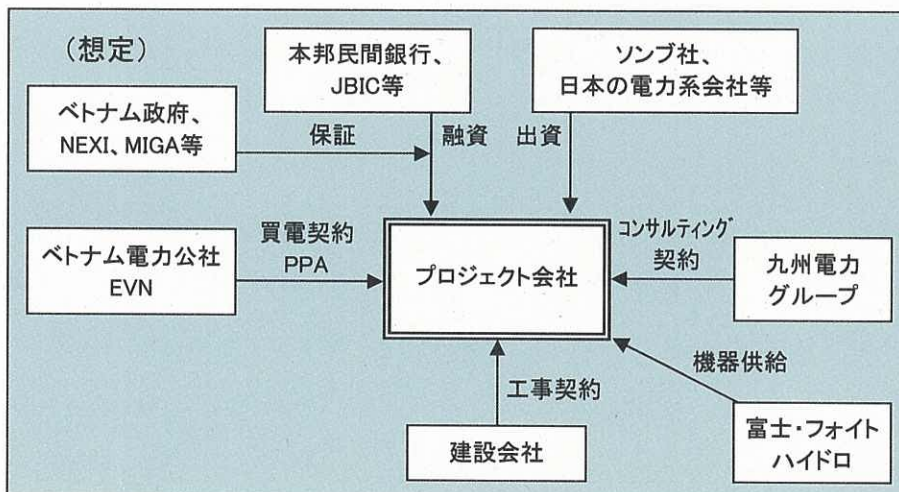 （想定）
本邦民間銀行、
JBIC等
ソンブ社、
日本の電力系会社等
ベトナム政府、
NEXI、MIGA等
保証
融資
出資
ベトナム電力公社
EVN
買電契約
PPA
プロジェクト会社
コンサルティング
契約
九州電力
グループ
機器供給
工事契約
建設会社
富士・フォイト
ハイドロ